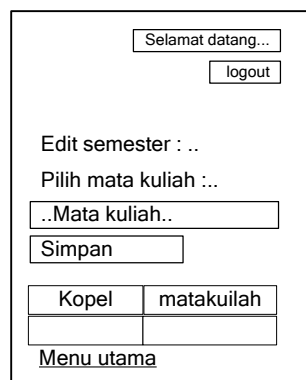 Selamat datang...
logout
Edit semester : ..
Pilih mata kuliah :..
..Mata kuliah..
Simpan
Kopel matakuilah
Menu utama